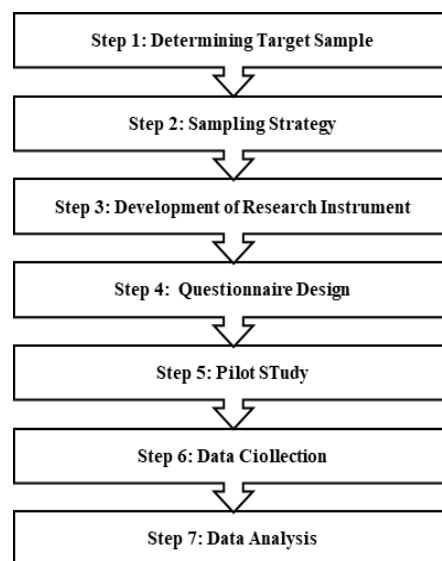 Step 1: Determining Target Sample
Step 2: Sampling Strategy
Step 3: Development of Research Instrument
Step 4: Questionnaire Design
Step 5: Pilot STudy
Step 6: Data Ciollection
Step 7: Data Analysis